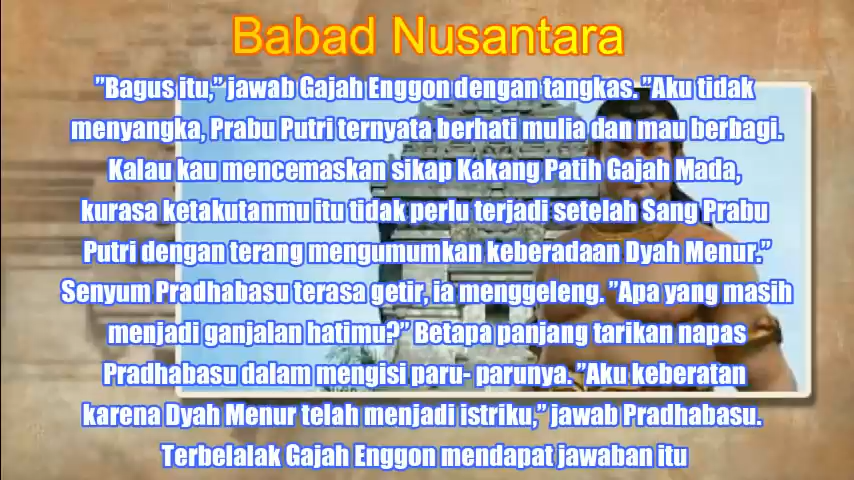 Babad Nusantara
"Bagus itu," jawab Gajah Enggon dengan tangkas. "Aku tidak
menyangka, Prabu Putri ternyata berhati mulia dan mau berbagi.
Kalau kau mencemaskan sikap Kakang Patih Gajah Mada,
kurasa ketakutanmu itu tidak perlu terjadi setelah Sang Prabu
Putri dengan terang mengumumkan keberadaan Dyah Menur."
Senyum Pradhabasu terasa getir, ia menggeleng. "Apa yang masih
menjadi ganjalan hatimu?" Betapa panjang tarikan napas
Pradhabasu dalam mengisi paru- parunya. "Aku keberatan
karena Dyah Menur telah menjadi istriku," jawab Pradhabasu.
Terbelalak Gajah Enggon mendapat jawaban itu